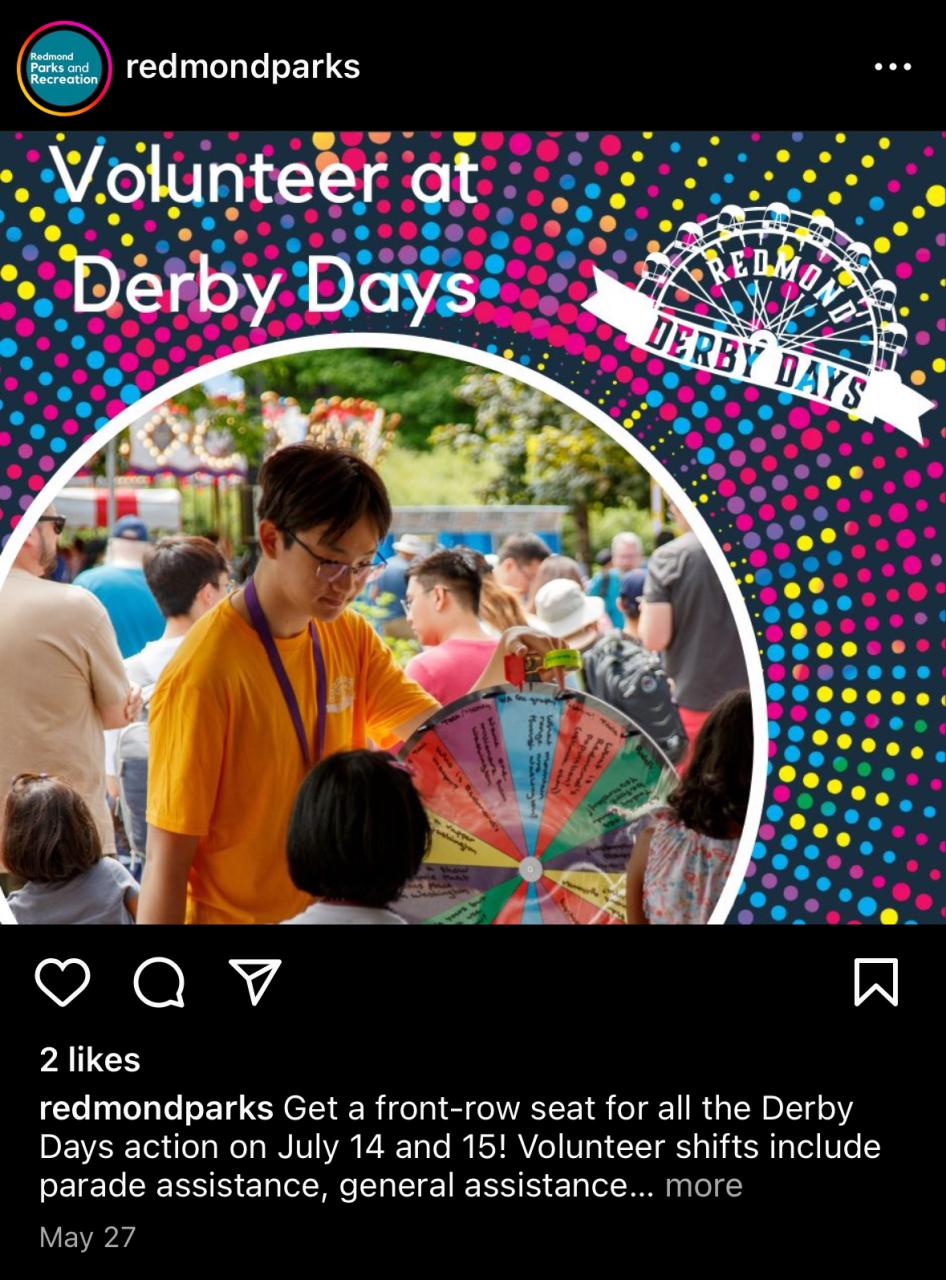 Redmond
Parks and
Recreation
redmondparks
Volunteer at
Derby Days
REDMOND
DERBY DAYS
2 likes
redmondparks Get a front-row seat for all the Derby
Days action on July 14 and 15! Volunteer shifts include
parade assistance, general assistance... more
May 27